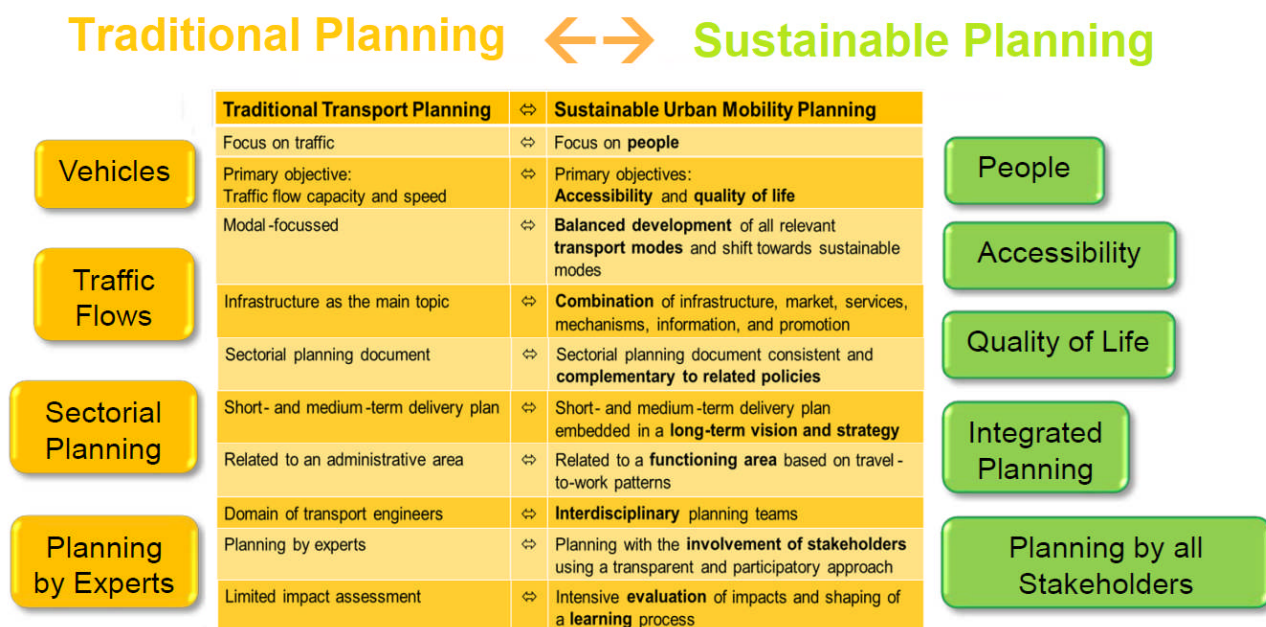 Traditional Planning ←→ Sustainable Planning
Traditional Transport Planning ⇔ Sustainable Urban Mobility Planning
Focus on traffic ⇔ Focus on people
Primary objective: ⇔ Primary objectives:
Traffic flow capacity and speed Accessibility and quality of life
Modal-focussed ⇔ Balanced development of all relevant
transport modes and shift towards sustainable
modes
Infrastructure as the main topic ⇔ Combination of infrastructure, market, services,
mechanisms, information, and promotion
Sectorial planning document ⇔ Sectorial planning document consistent and
complementary to related policies
Short- and medium-term delivery plan ⇔ Short- and medium-term delivery plan
embedded in a long-term vision and strategy
Related to an administrative area ⇔ Related to a functioning area based on travel-
to-work patterns
Domain of transport engineers ⇔ Interdisciplinary planning teams
Planning by experts ⇔ Planning with the involvement of stakeholders
using a transparent and participatory approach
Limited impact assessment ⇔ Intensive evaluation of impacts and shaping of
a learning process
Vehicles
Traffic
Flows
Sectorial
Planning
Planning
by Experts
People
Accessibility
Quality of Life
Integrated
Planning
Planning by all
Stakeholders